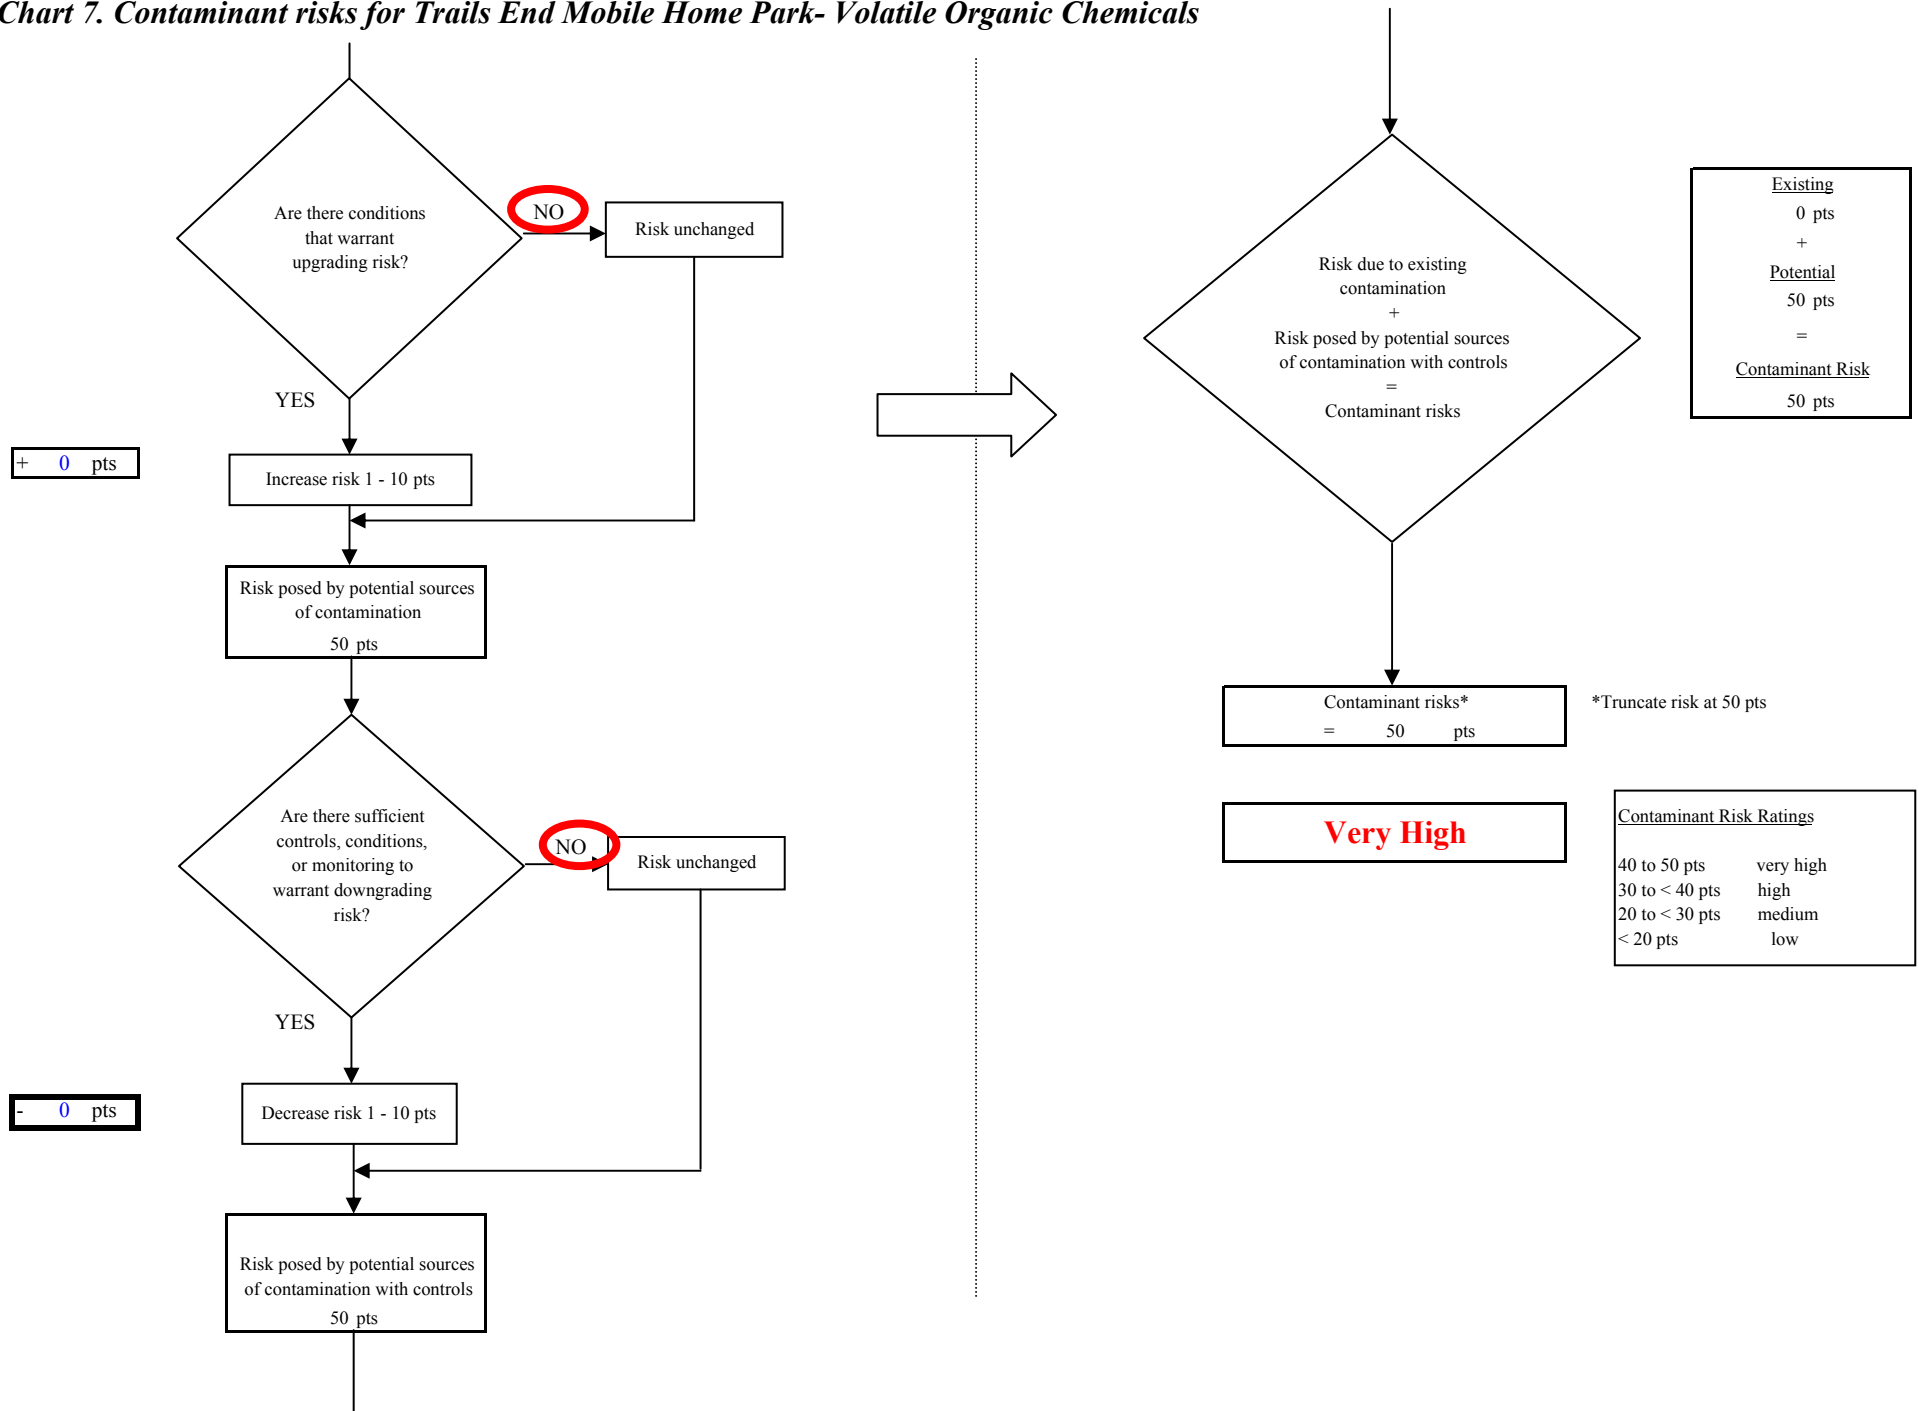 Chart 7. Contaminant risks for Trails End Mobile Home Park- Volatile Organic Chemicals
Are there conditions
that warrant
upgrading risk?
NO
Risk unchanged
YES
+ 0 pts
Increase risk 1 - 10 pts
Risk posed by potential sources
of contamination
50 pts
Are there sufficient
controls, conditions,
or monitoring to
warrant downgrading
risk?
NO
Risk unchanged
YES
- 0 pts
Decrease risk 1 - 10 pts
Risk posed by potential sources
of contamination with controls
50 pts
Risk due to existing
contamination
+
Risk posed by potential sources
of contamination with controls
=
Contaminant risks
Existing
0 pts
+
Potential
50 pts
=
Contaminant Risk
50 pts
Contaminant risks*
= 50 pts
*Truncate risk at 50 pts
Very High
Contaminant Risk Ratings
40 to 50 pts very high
30 to < 40 pts high
20 to < 30 pts medium
< 20 pts low